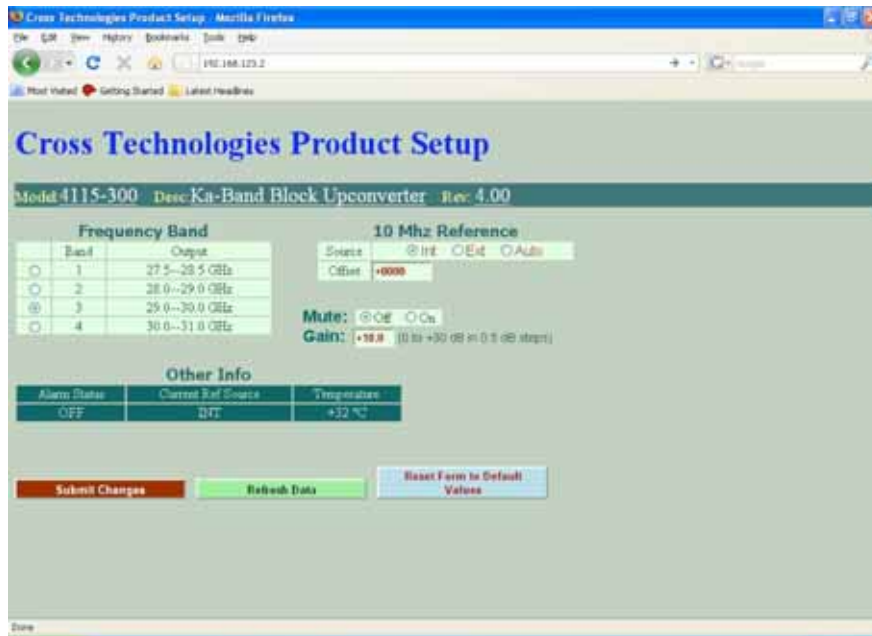 Cross Technologies Product Setup - Mozilla Firefox
File Edit View History Bookmarks Tools Help
192.168.123.2
Most Visited Getting Started Latest Headlines
Cross Technologies Product Setup
Model: 4115-300 Desc: Ka-Band Block Upconverter Rev: 4.00
Frequency Band
Band Output
1 27.5--28.5 GHz
2 28.0--29.0 GHz
3 29.0--30.0 GHz
4 30.0--31.0 GHz
10 Mhz Reference
Source Int Ext Auto
Offset +0000
Mute: Off On
Gain: (0 to +30 dB in 0.5 dB steps)
Other Info
Alarm Status Current Ref Source Temperature
OFF INT +32 °C
Submit Changes Refresh Data Reset Form to Default
Values
Done